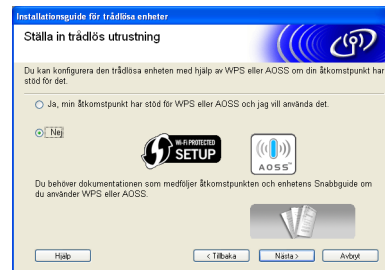 Installationsguide för trådlösa enheter
Ställa in trådlös utrustning
Du kan konfigurera den trådlösa enheten med hjälp av WPS eller AOSS om din åtkomstpunkt har
stöd för det.
Ja, min åtkomstpunkt har stöd för WPS eller AOSS och jag vill använda det.
Nej
WI-FI PROTECTED
SETUP
AOSS
Du behöver dokumentationen som medföljer åtkomstpunkten och enhetens Snabbguide om
du använder WPS eller AOSS.
Hjälp
< Tillbaka
Nästa >
Avbryt